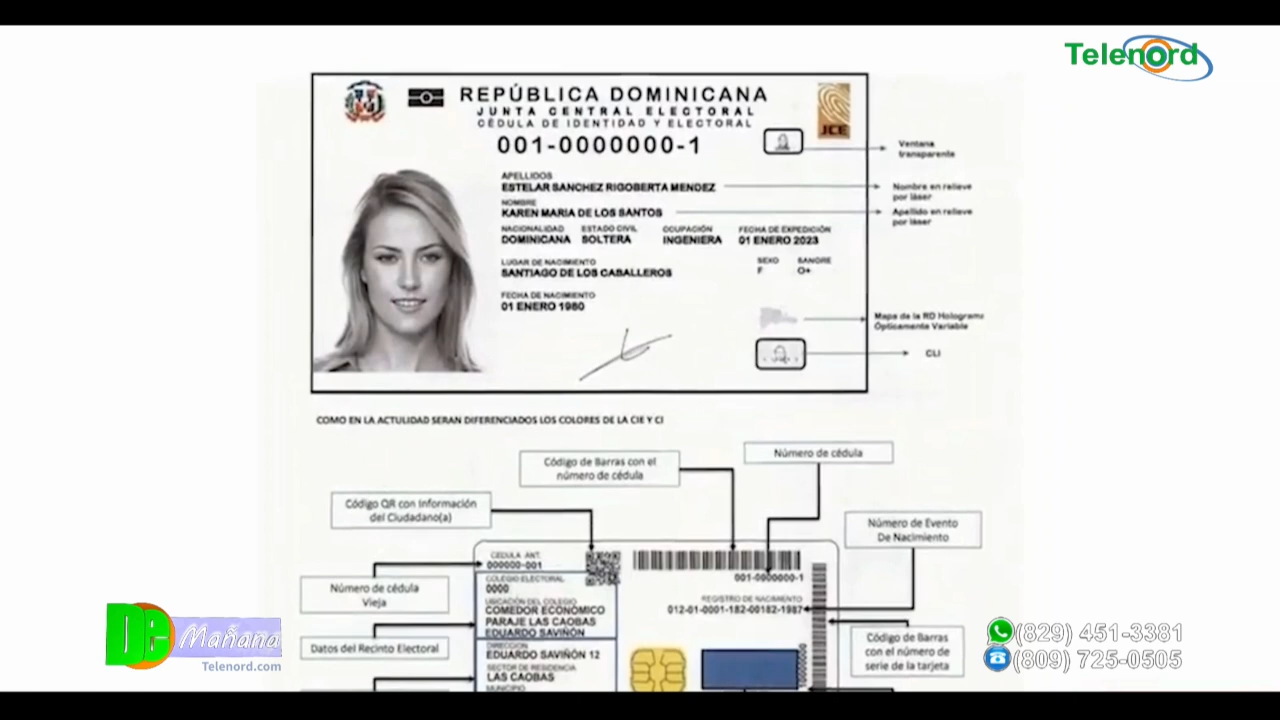 Telenord
REPÚBLICA DOMINICANA
JUNTA CENTRAL ELECTORAL
CÉDULA DE IDENTIDAD Y ELECTORAL
001-0000000-1
JCE
Ventana
transparente
APELLIDOS
ESTELAR SANCHEZ RIGOBERTA MENDEZ
Nombre en relieve
por láser
NOMBRE
KAREN MARIA DE LOS SANTOS
Apellido en relieve
por láser
NACIONALIDAD ESTADO CIVIL OCUPACIÓN FECHA DE EXPEDICIÓN
DOMINICANA SOLTERA INGENIERA 01 ENERO 2023
LUGAR DE NACIMIENTO SEXO SANGRE
SANTIAGO DE LOS CABALLEROS F O+
FECHA DE NACIMIENTO
01 ENERO 1980
Mapa de la RD Holograma
Ópticamente Variable
CLI
COMO EN LA ACTULIDAD SERAN DIFERENCIADOS LOS COLORES DE LA CIE Y CI
Código de Barras con el
número de cédula
Número de cédula
Código QR con Información
del Ciudadano(a)
Número de Evento
De Nacimiento
CEDULA ANT.
000000-001
001-0000000-1
COLEGIO ELECTORAL
0000
Número de cédula
Vieja
REGISTRO DE NACIMIENTO
012-01-0001-182-00182-1987
UBICACIÓN DEL COLEGIO
COMEDOR ECONÓMICO
PARAJE LAS CAOBAS
EDUARDO SAVIÑÓN
Datos del Recinto Electoral
Código de Barras
con el número de
serie de la tarjeta
DIRECCION
EDUARDO SAVIÑÓN 12
SECTOR DE RESIDENCIA
LAS CAOBAS
MUNICIPIO
De Mañana
Telenord.com
(829) 451-3381
(809) 725-0505